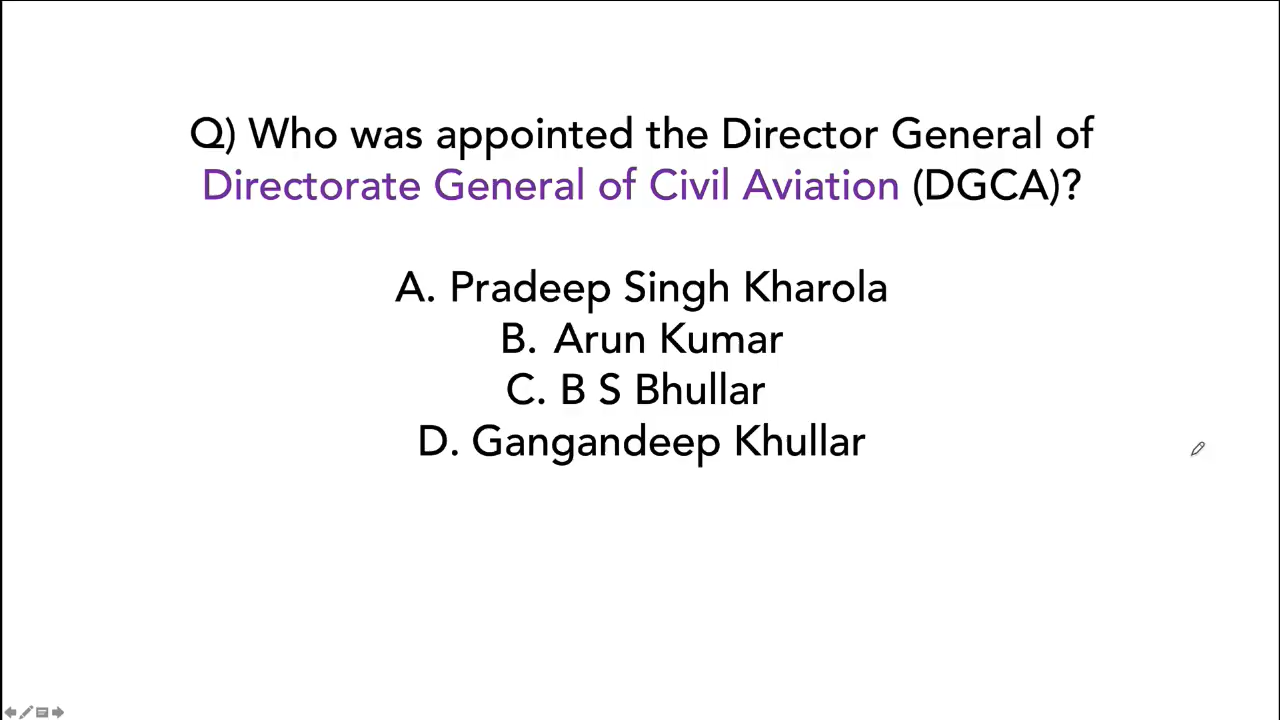 Q) Who was appointed the Director General of
Directorate General of Civil Aviation (DGCA)?
A. Pradeep Singh Kharola
B. Arun Kumar
C. B S Bhullar
D. Gangandeep Khullar